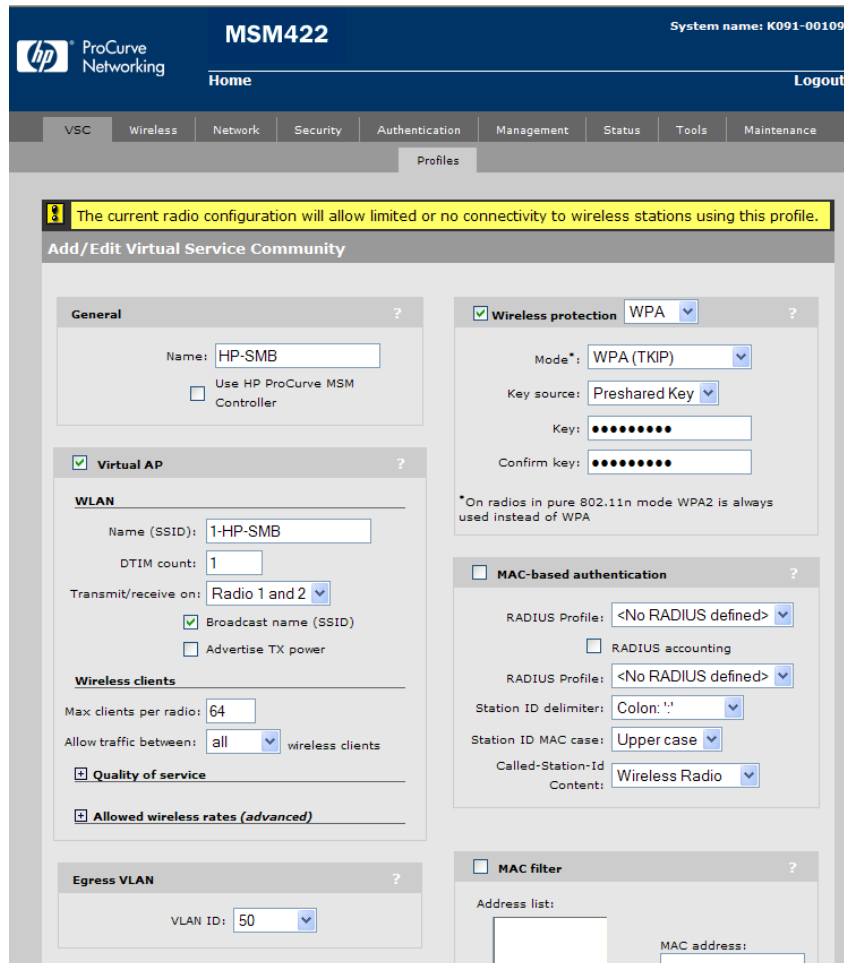 hp ProCurve Networking
MSM422
System name: K091-00109
Home
Logout
VSC Wireless Network Security Authentication Management Status Tools Maintenance
Profiles
The current radio configuration will allow limited or no connectivity to wireless stations using this profile.
Add/Edit Virtual Service Community
General ?
Name: HP-SMB
Use HP ProCurve MSM
Controller
Virtual AP ?
WLAN
Name (SSID): 1-HP-SMB
DTIM count: 1
Transmit/receive on: Radio 1 and 2
Broadcast name (SSID)
Advertise TX power
Wireless clients
Max clients per radio: 64
Allow traffic between: all wireless clients
+ Quality of service
+ Allowed wireless rates (advanced)
Egress VLAN ?
VLAN ID: 50
Wireless protection WPA ?
Mode*: WPA (TKIP)
Key source: Preshared Key
Key: ●●●●●●●●●
Confirm key: ●●●●●●●●●
*On radios in pure 802.11n mode WPA2 is always
used instead of WPA
MAC-based authentication ?
RADIUS Profile: <No RADIUS defined>
RADIUS accounting
RADIUS Profile: <No RADIUS defined>
Station ID delimiter: Colon: ':'
Station ID MAC case: Upper case
Called-Station-Id
Content: Wireless Radio
MAC filter ?
Address list:
MAC address: